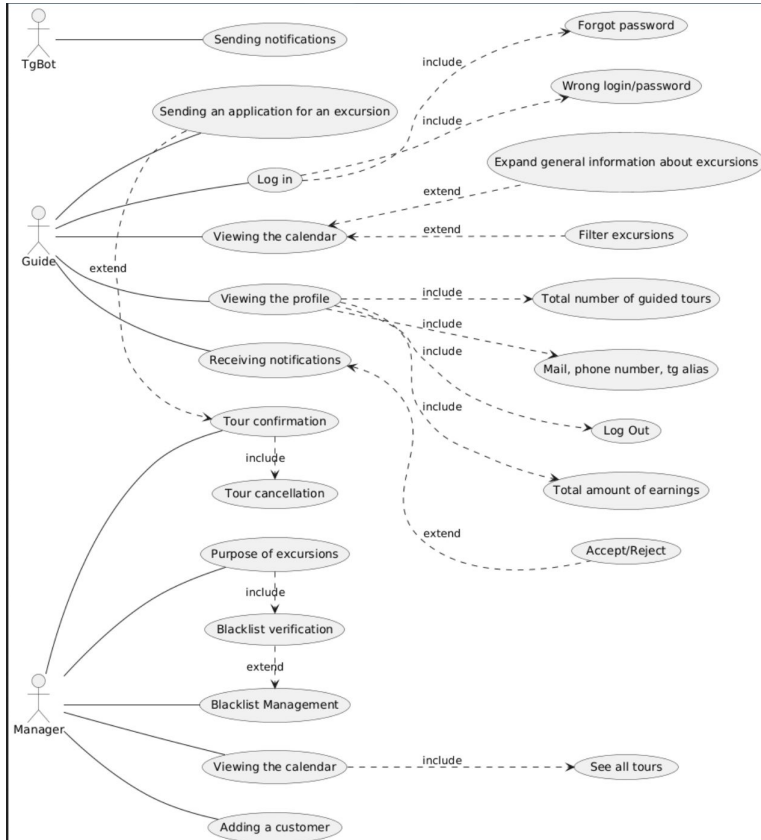 Forgot password
Sending notifications
TgBot
include
Wrong login/password
Sending an application for an excursion
include
Expand general information about excursions
Log in
extend
Viewing the calendar
extend
Filter excursions
Guide
extend
Viewing the profile
include
Total number of guided tours
include
Receiving notifications
include
Mail, phone number, tg alias
include
Tour confirmation
Log Out
include
Tour cancellation
Total amount of earnings
extend
Purpose of excursions
Accept/Reject
include
Blacklist verification
extend
Blacklist Management
Manager
include
Viewing the calendar
See all tours
Adding a customer